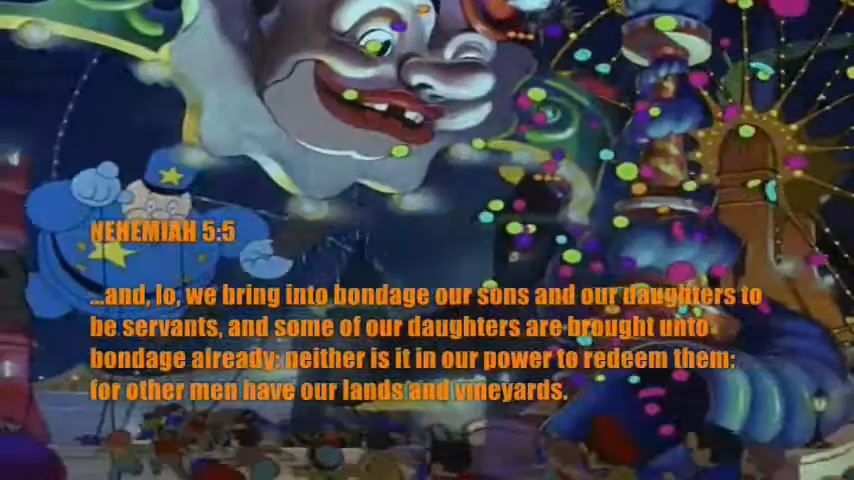 NEHEMIAH 5:5
...and, lo, we bring into bondage our sons and our daughters to
be servants, and some of our daughters are brought unto
bondage already: neither is it in our power to redeem them:
for other men have our lands and vineyards.